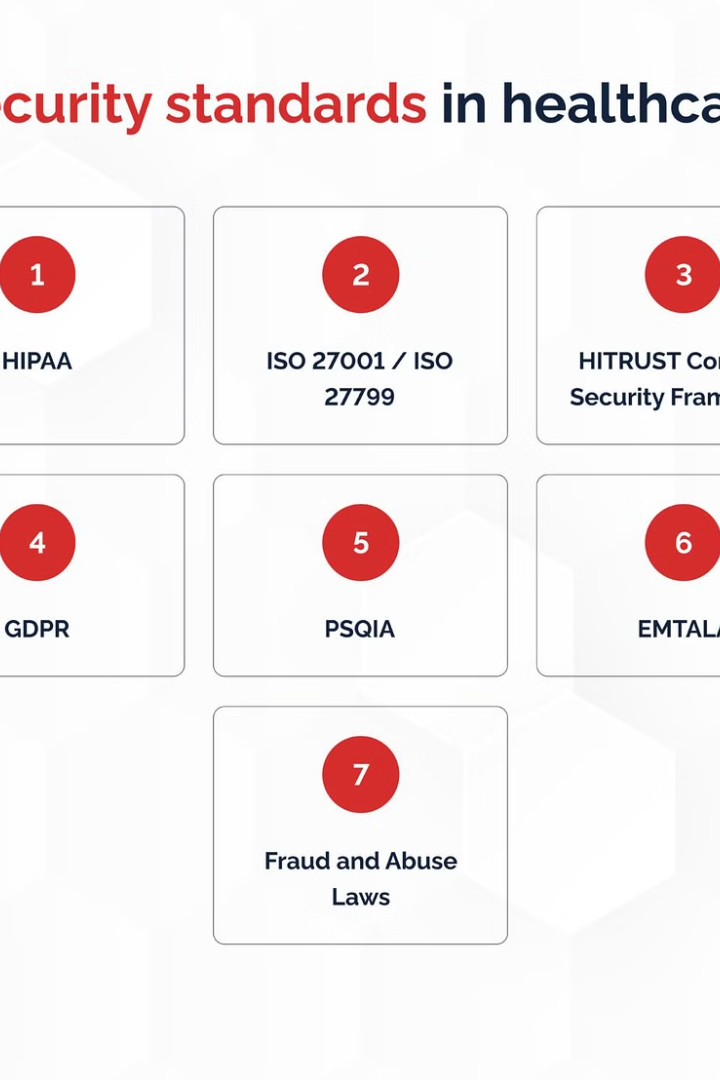 curity standards in healthca
1
2
3
HIPAA
ISO 27001 / ISO
27799
HITRUST Co
Security Fram
4
5
6
GDPR
PSQIA
EMTALA
7
Fraud and Abuse
Laws